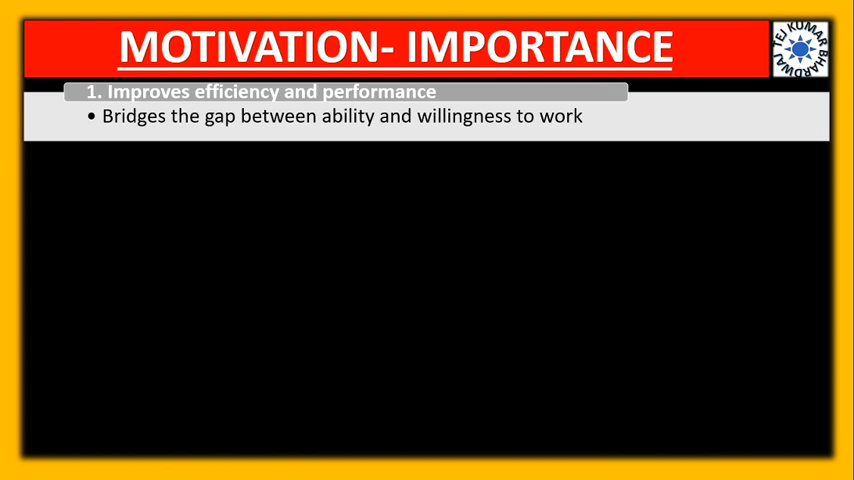 MOTIVATION- IMPORTANCE
TEJ KUMAR BHARDWAJ
1. Improves efficiency and performance
• Bridges the gap between ability and willingness to work